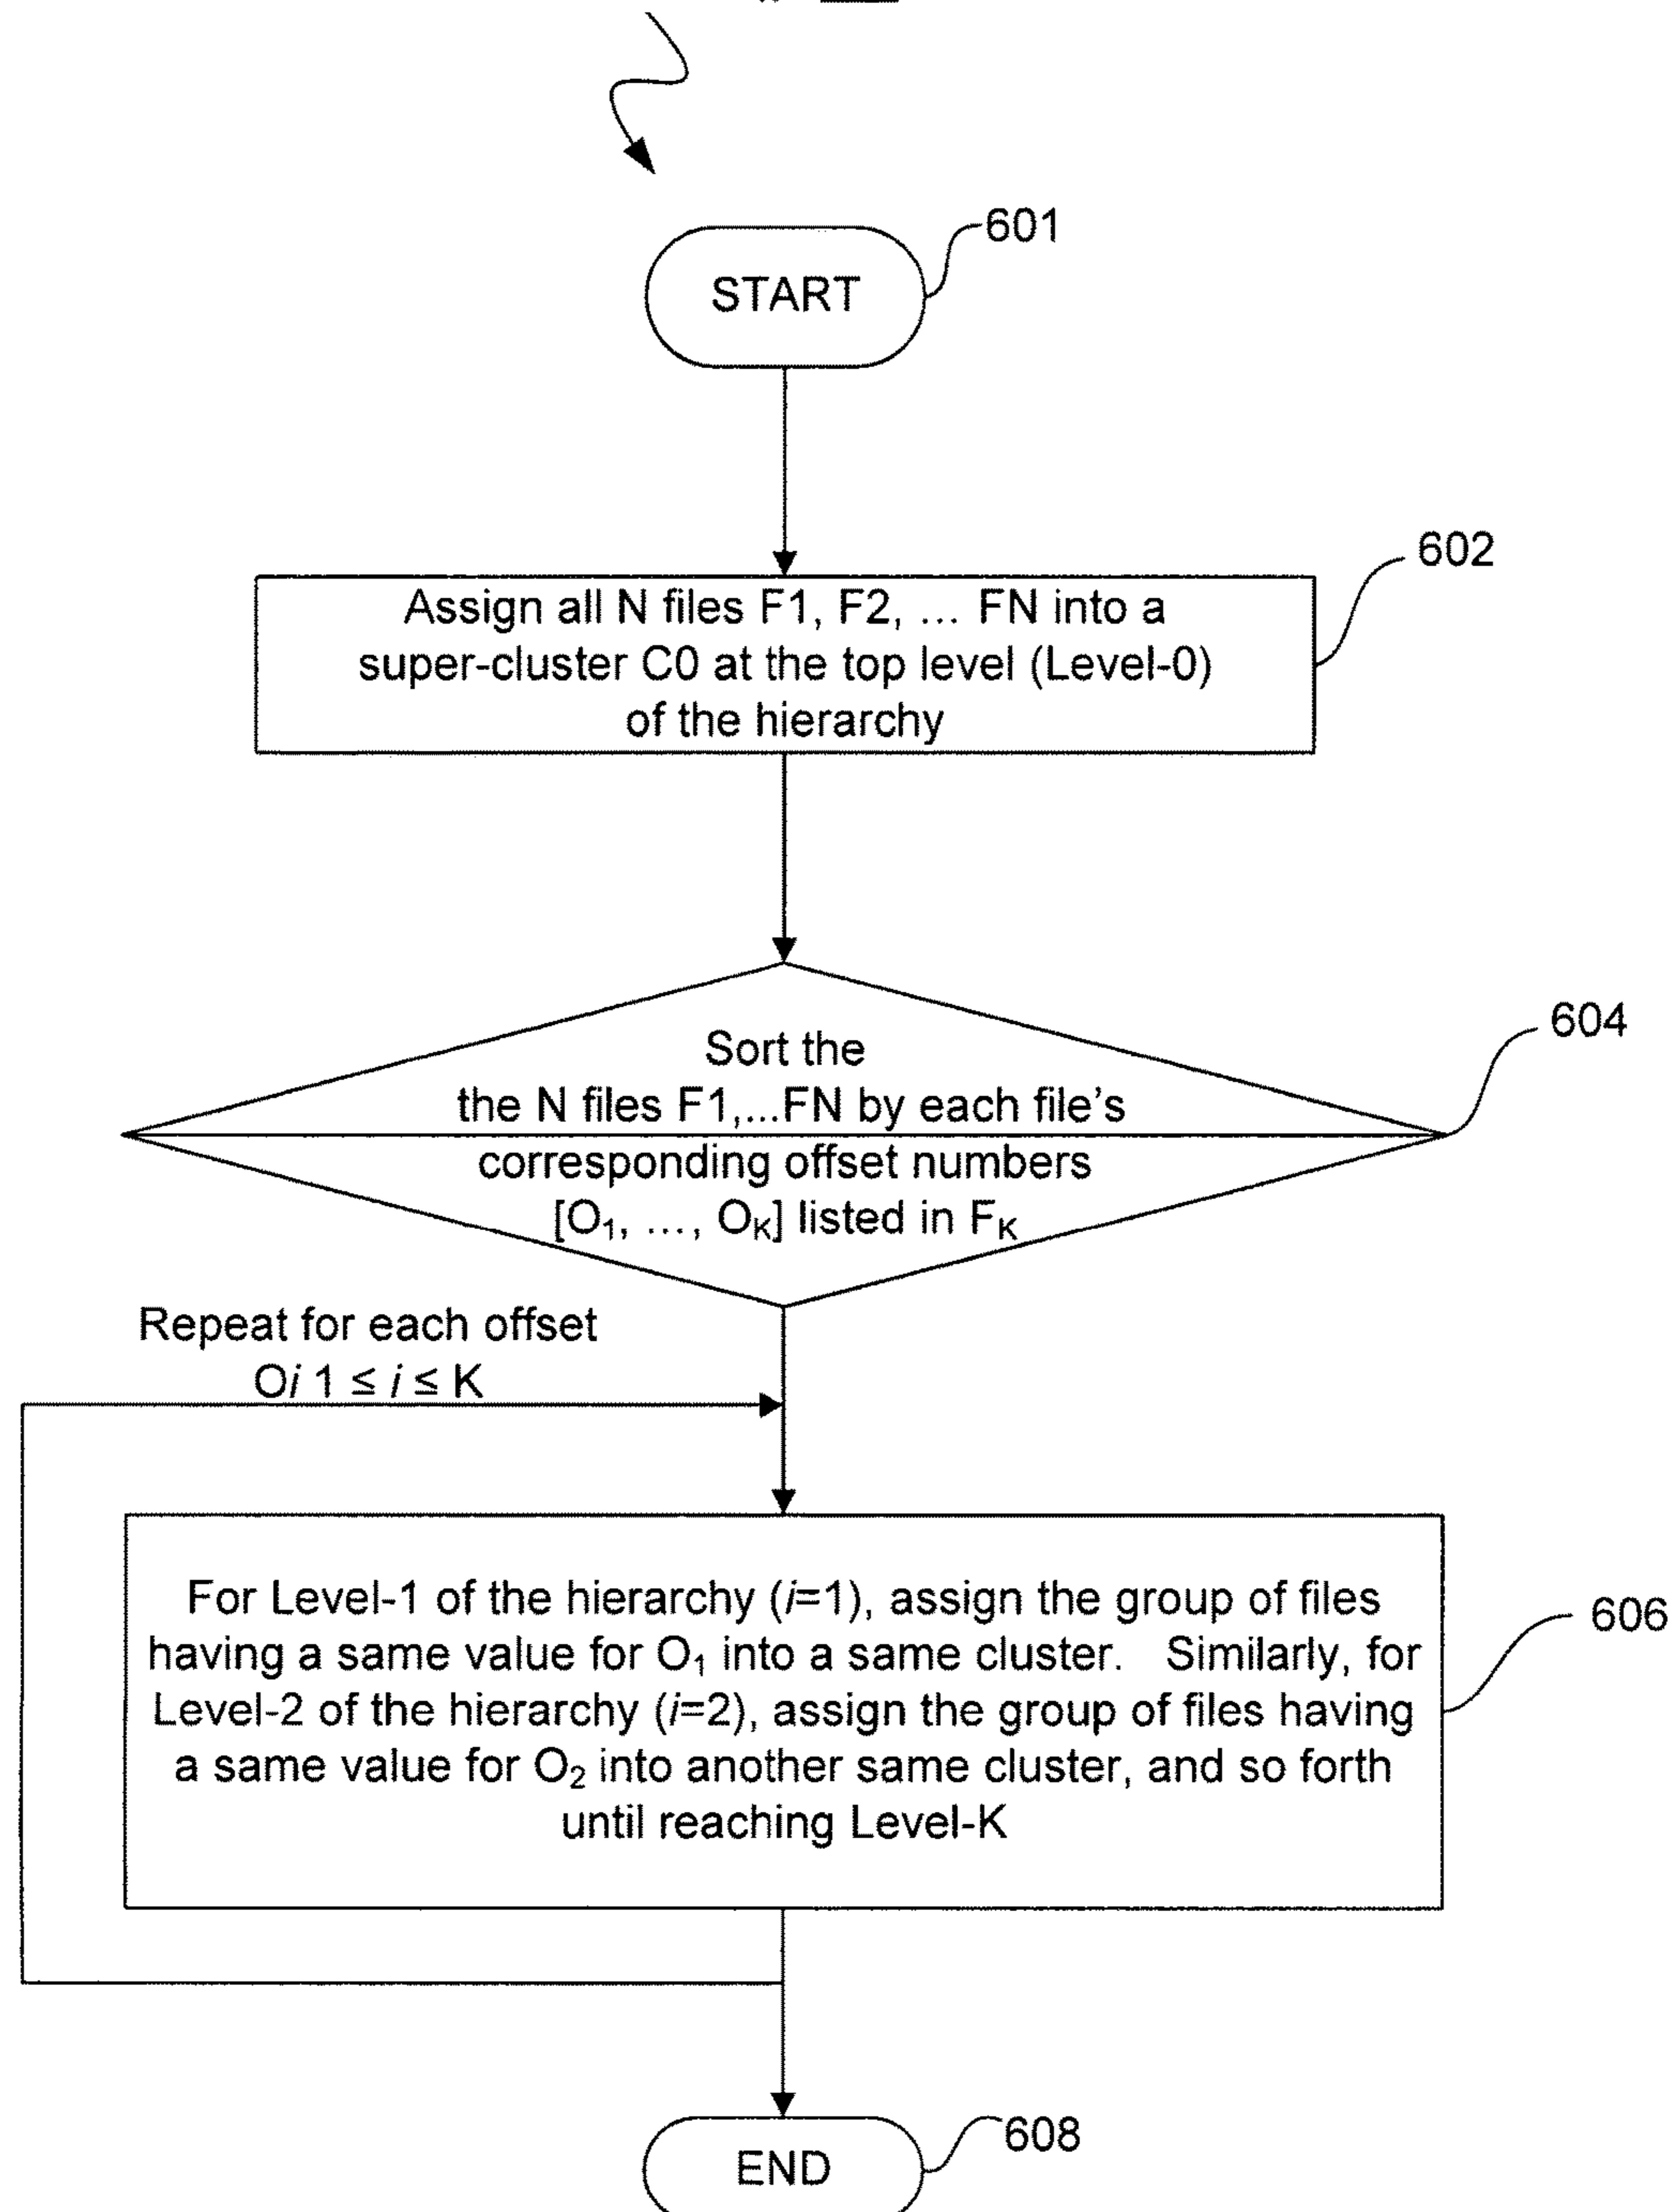 START
601
602
Assign all N files F1, F2, ... FN into a
super-cluster C0 at the top level (Level-0)
of the hierarchy
604
Sort the
the N files F1,...FN by each file's
corresponding offset numbers
[O₁, ..., Oₖ] listed in Fₖ
Repeat for each offset
Oi 1 ≤ i ≤ K
For Level-1 of the hierarchy (i=1), assign the group of files
having a same value for O₁ into a same cluster. Similarly, for
Level-2 of the hierarchy (i=2), assign the group of files having
a same value for O₂ into another same cluster, and so forth
until reaching Level-K
606
END
608